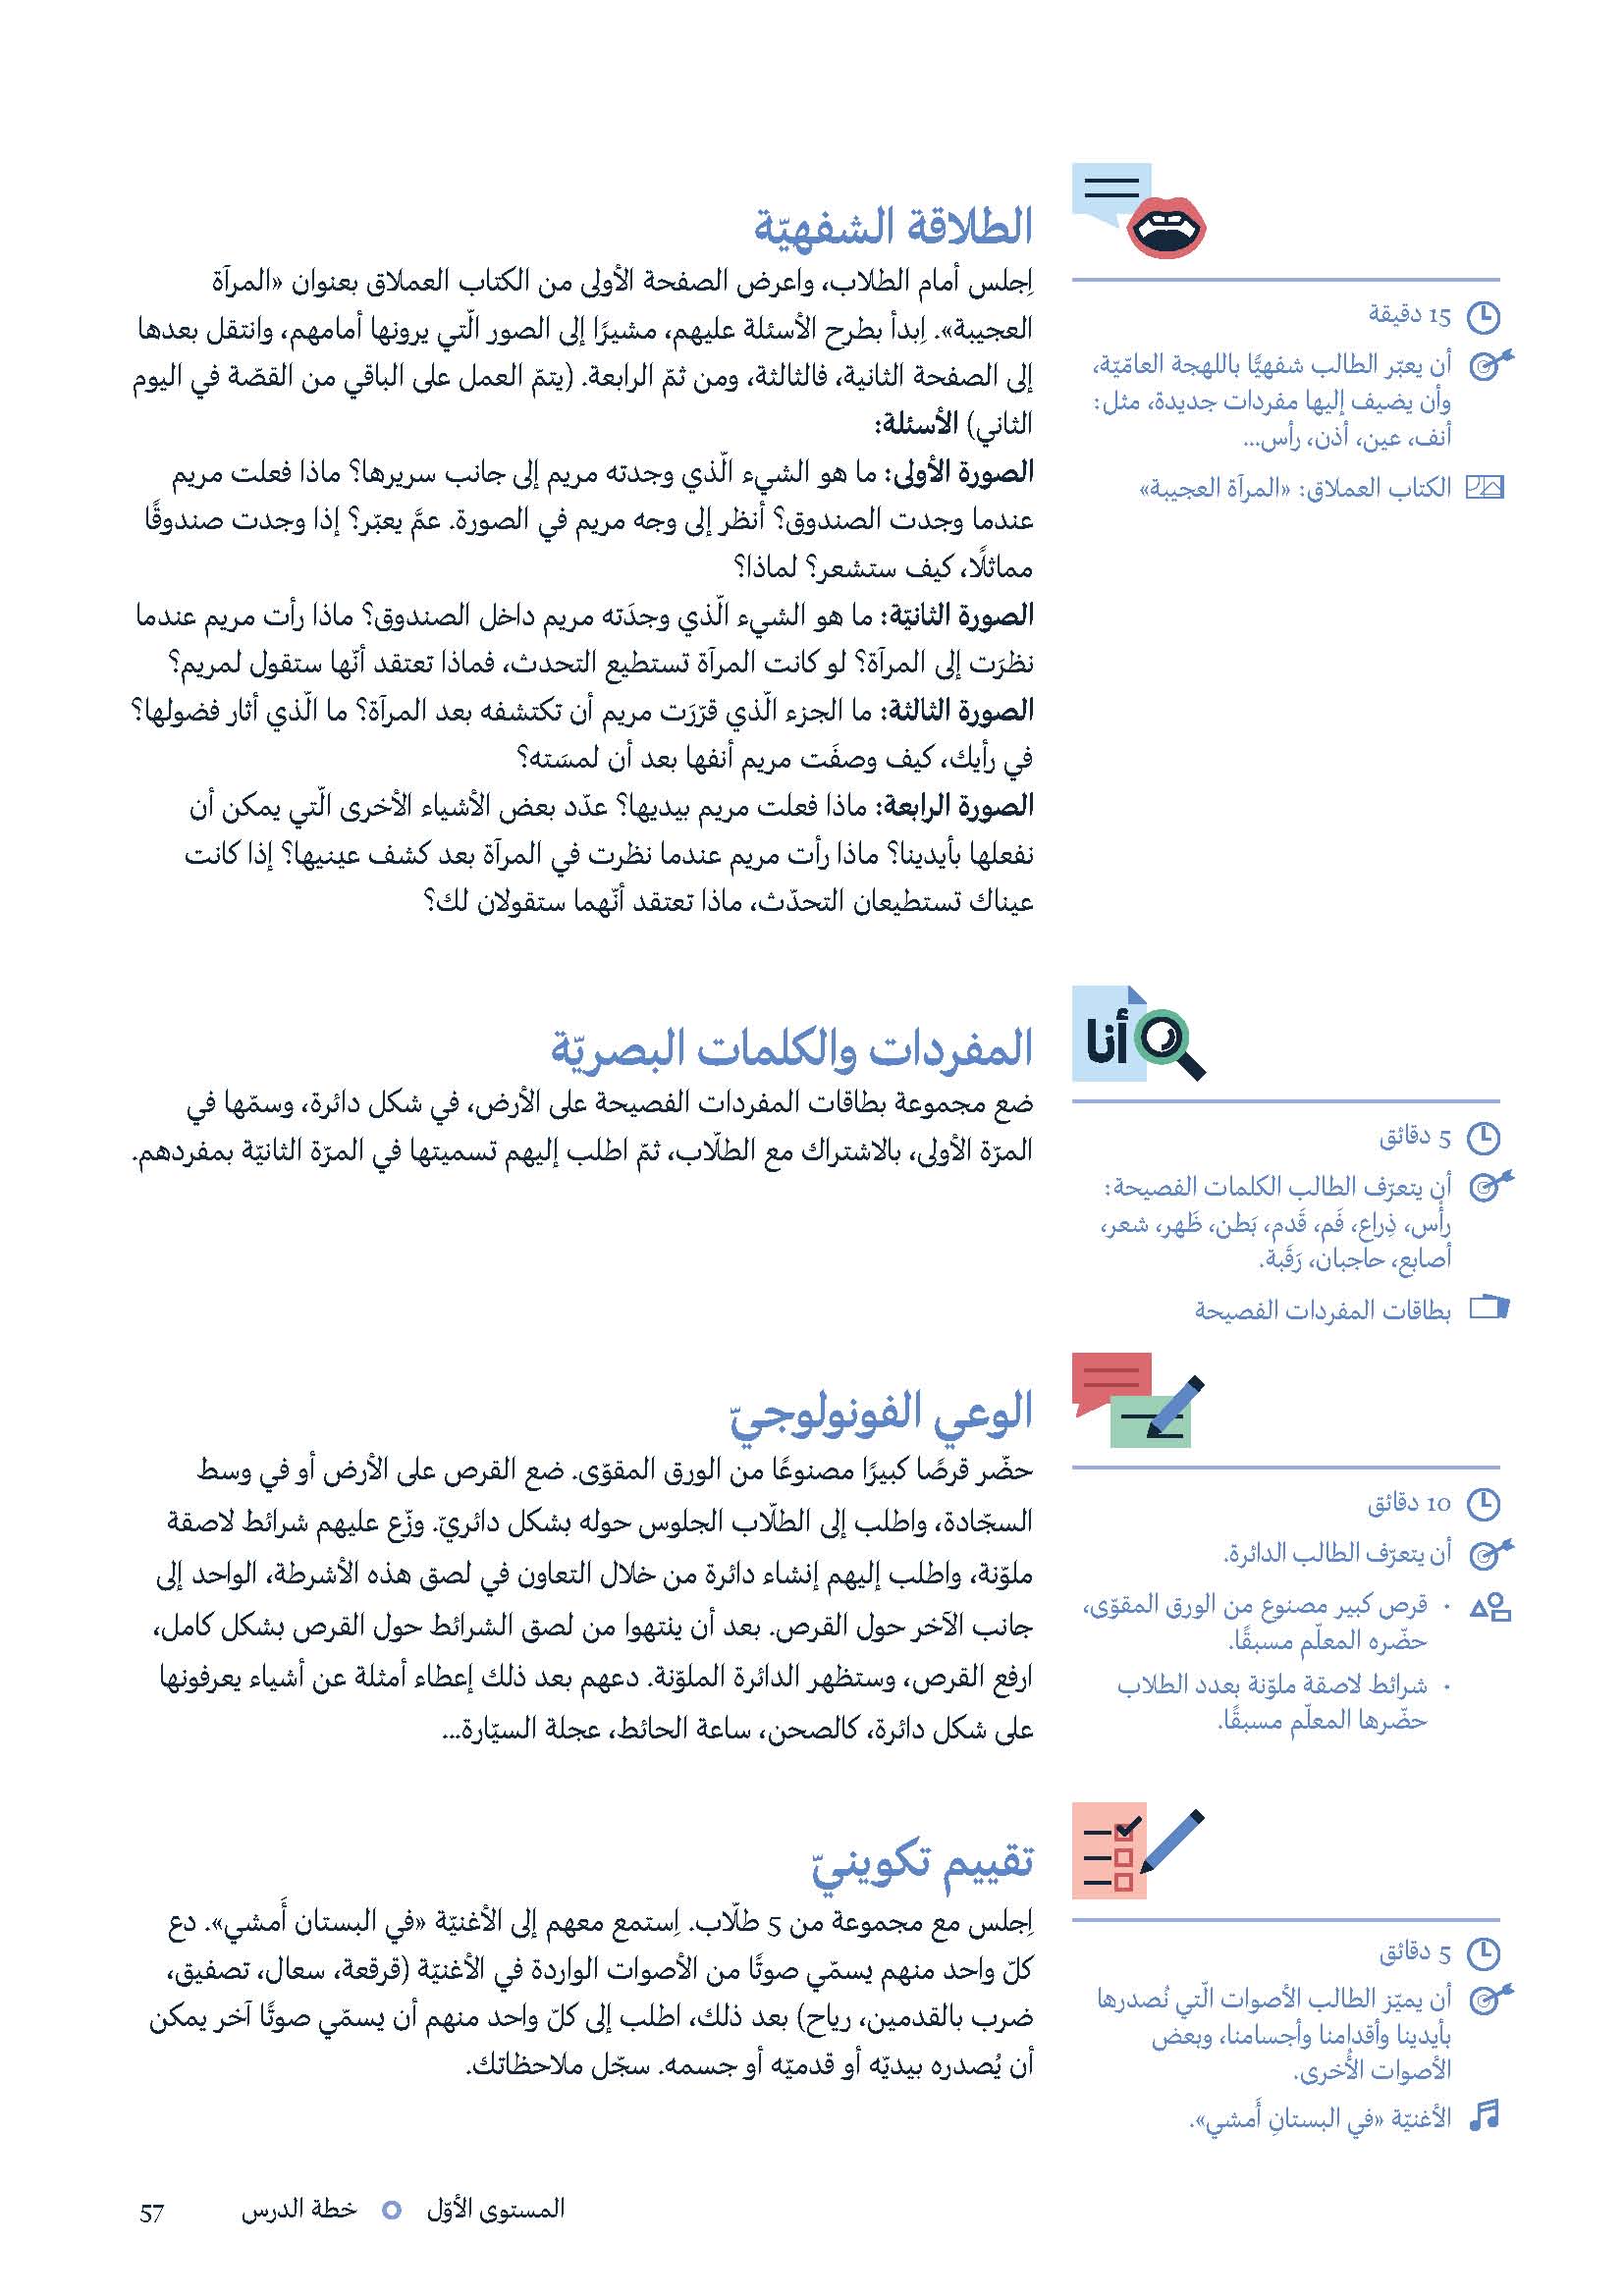 الطلاقة الشفهيّة
15 دقيقة
أن يعبّر الطالب شفهيًّا باللهجة العامّيّة،
وأن يضيف إليها مفردات جديدة، مثل:
أنف، عين، أذن، رأس...
الكتاب العملاق: «المرآة العجيبة»
اِجلس أمام الطلاب، واعرض الصفحة الأولى من الكتاب العملاق بعنوان «المرآة
العجيبة». اِبدأ بطرح الأسئلة عليهم، مشيرًا إلى الصور الّتي يرونها أمامهم، وانتقل بعدها
إلى الصفحة الثانية، فالثالثة، ومن ثمّ الرابعة. (يتمّ العمل على الباقي من القصّة في اليوم
الثاني) الأسئلة:
الصورة الأولى: ما هو الشيء الّذي وجدته مريم إلى جانب سريرها؟ ماذا فعلت مريم
عندما وجدت الصندوق؟ أنظر إلى وجه مريم في الصورة. عمَّ يعبّر؟ إذا وجدت صندوقًا
مماثلًا، كيف ستشعر؟ لماذا؟
الصورة الثانيّة: ما هو الشيء الّذي وجدَته مريم داخل الصندوق؟ ماذا رأت مريم عندما
نظرَت إلى المرآة؟ لو كانت المرآة تستطيع التحدث، فماذا تعتقد أنّها ستقول لمريم؟
الصورة الثالثة: ما الجزء الّذي قرّرَت مريم أن تكتشفه بعد المرآة؟ ما الّذي أثار فضولها؟
في رأيك، كيف وصفَت مريم أنفها بعد أن لمسَته؟
الصورة الرابعة: ماذا فعلت مريم بيديها؟ عدّد بعض الأشياء الأخرى الّتي يمكن أن
نفعلها بأيدينا؟ ماذا رأت مريم عندما نظرت في المرآة بعد كشف عينيها؟ إذا كانت
عيناك تستطيعان التحدّث، ماذا تعتقد أنّهما ستقولان لك؟
أنا
المفردات والكلمات البصريّة
5 دقائق
أن يتعرّف الطالب الكلمات الفصيحة:
رأس، ذِراع، فَم، قَدم، بَطن، ظَهر، شعر،
أصابع، حاجبان، رَقَبة.
بطاقات المفردات الفصيحة
ضع مجموعة بطاقات المفردات الفصيحة على الأرض، في شكل دائرة، وسمّها في
المرّة الأولى، بالاشتراك مع الطلّاب، ثمّ اطلب إليهم تسميتها في المرّة الثانيّة بمفردهم.
الوعي الفونولوجيّ
10 دقائق
أن يتعرّف الطالب الدائرة.
• قرص كبير مصنوع من الورق المقوّى،
حضّره المعلّم مسبقًا.
• شرائط لاصقة ملوّنة بعدد الطلاب
حضّرها المعلّم مسبقًا.
حضّر قرصًا كبيرًا مصنوعًا من الورق المقوّى. ضع القرص على الأرض أو في وسط
السجّادة، واطلب إلى الطلّاب الجلوس حوله بشكل دائريّ. وزّع عليهم شرائط لاصقة
ملوّنة، واطلب إليهم إنشاء دائرة من خلال التعاون في لصق هذه الأشرطة، الواحد إلى
جانب الآخر حول القرص. بعد أن ينتهوا من لصق الشرائط حول القرص بشكل كامل،
ارفع القرص، وستظهر الدائرة الملوّنة. دعهم بعد ذلك إعطاء أمثلة عن أشياء يعرفونها
على شكل دائرة، كالصحن، ساعة الحائط، عجلة السيّارة...
تقييم تكوينيّ
5 دقائق
أن يميّز الطالب الأصوات الّتي نُصدرها
بأيدينا وأقدامنا وأجسامنا، وبعض
الأصوات الأُخرى.
الأغنيّة «في البستانِ أَمشي».
اِجلس مع مجموعة من 5 طلّاب. اِستمع معهم إلى الأغنيّة «في البستان أَمشي». دع
كلّ واحد منهم يسمّي صوتًا من الأصوات الواردة في الأغنيّة (قرقعة، سعال، تصفيق،
ضرب بالقدمين، رياح) بعد ذلك، اطلب إلى كلّ واحد منهم أن يسمّي صوتًا آخر يمكن
أن يُصدره بيديّه أو قدميّه أو جسمه. سجّل ملاحظاتك.
المستوى الأوّل خطة الدرس 57